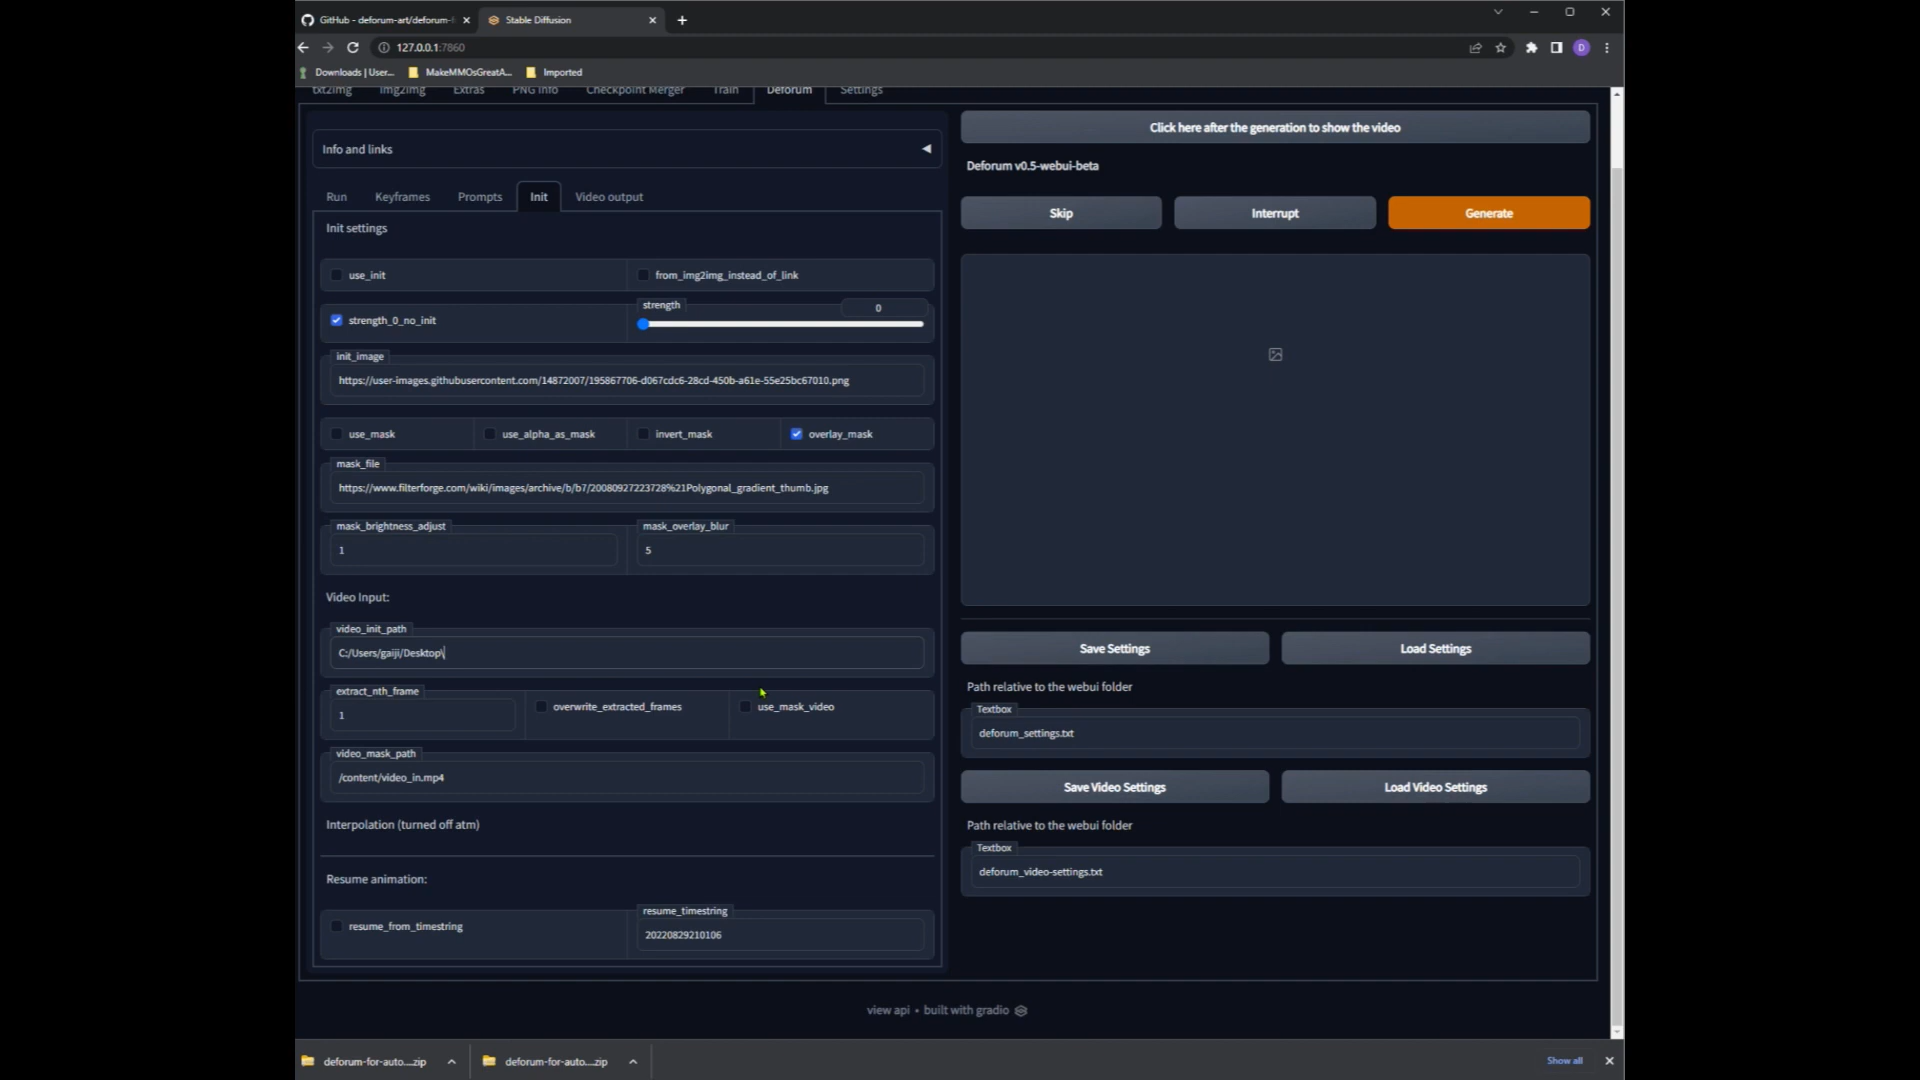 GitHub - deforum-art/deforum-f
Stable Diffusion
127.0.0.1:7860
D
Downloads | User...
MakeMMOsGreatA...
Imported
txt2img
img2img
Extras
PNG Info
Checkpoint Merger
Train
Deforum
Settings
Info and links
Run
Keyframes
Prompts
Init
Video output
Init settings
use_init
from_img2img_instead_of_link
strength_0_no_init
strength
0
init_image
https://user-images.githubusercontent.com/14872007/195867706-d067cdc6-28cd-450b-a61e-55e25bc67010.png
use_mask
use_alpha_as_mask
invert_mask
overlay_mask
mask_file
https://www.filterforge.com/wiki/images/archive/b/b7/20080927223728%21Polygonal_gradient_thumb.jpg
mask_brightness_adjust
1
mask_overlay_blur
5
Video Input:
video_init_path
C:/Users/gaiji/Desktop\
extract_nth_frame
1
overwrite_extracted_frames
use_mask_video
video_mask_path
/content/video_in.mp4
Interpolation (turned off atm)
Resume animation:
resume_from_timestring
resume_timestring
20220829210106
Click here after the generation to show the video
Deforum v0.5-webui-beta
Skip
Interrupt
Generate
Save Settings
Load Settings
Path relative to the webui folder
Textbox
deforum_settings.txt
Save Video Settings
Load Video Settings
Path relative to the webui folder
Textbox
deforum_video-settings.txt
view api • built with gradio
deforum-for-auto....zip
deforum-for-auto....zip
Show all